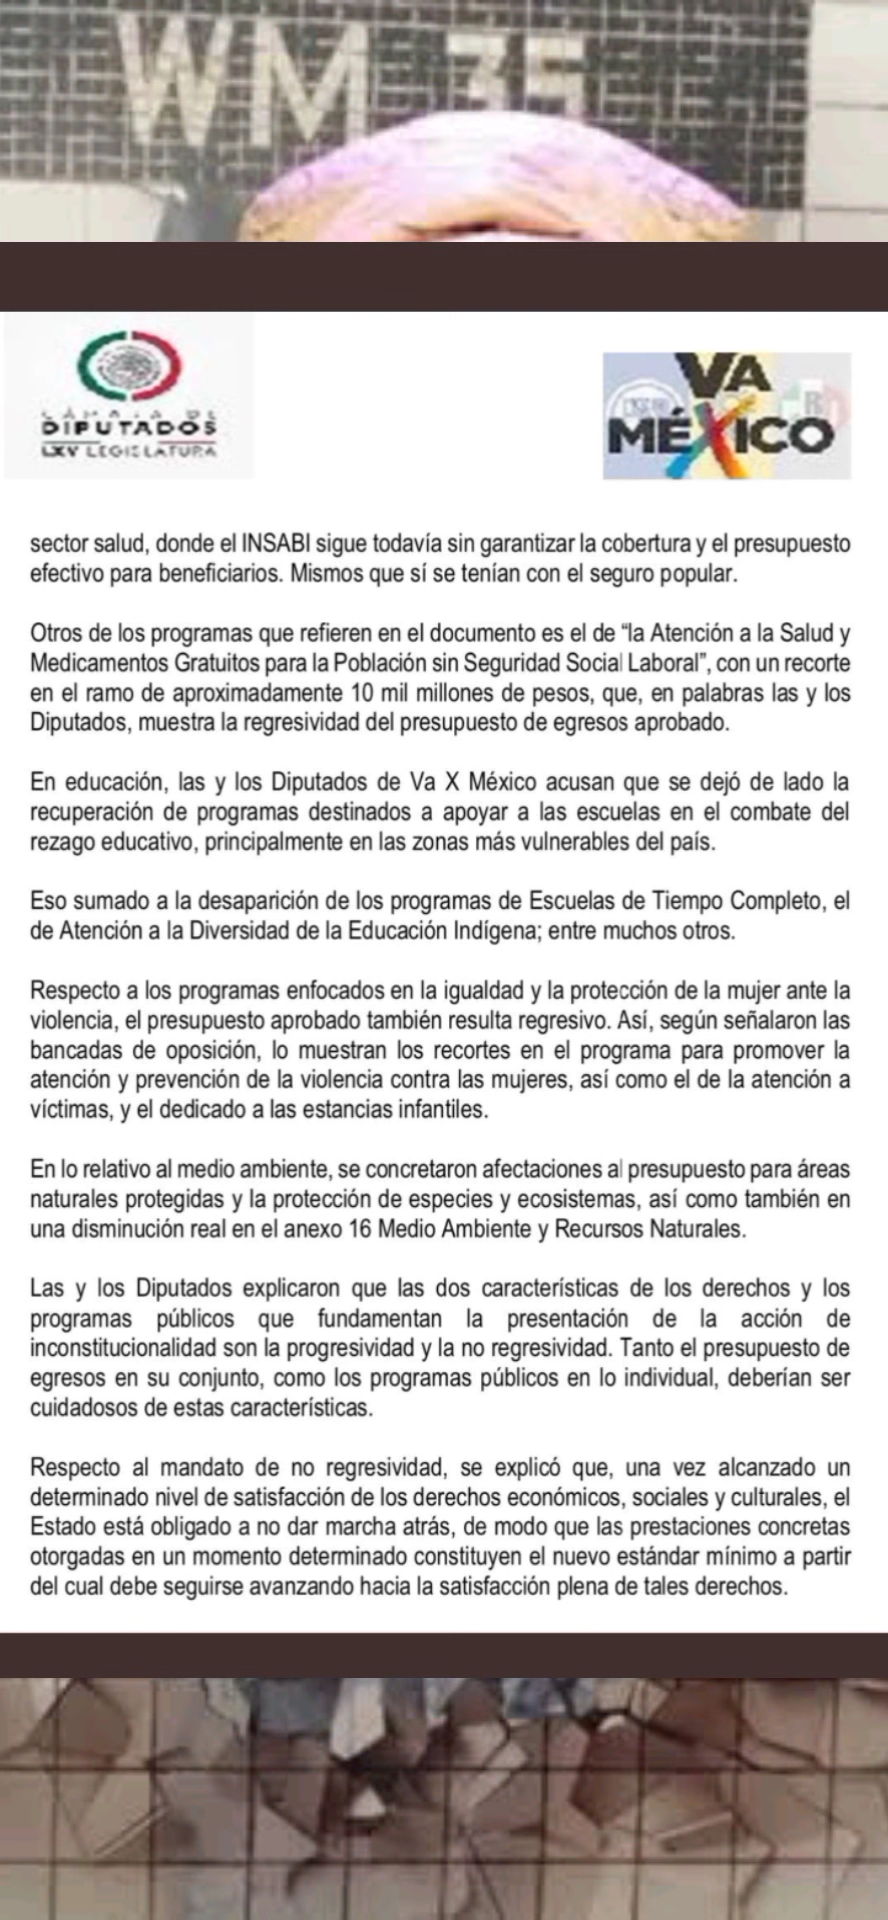 WM 35
CÁMARA DE
DIPUTADOS
LXV LEGISLATURA
VA
MÉXICO
sector salud, donde el INSABI sigue todavía sin garantizar la cobertura y el presupuesto
efectivo para beneficiarios. Mismos que sí se tenían con el seguro popular.
Otros de los programas que refieren en el documento es el de “la Atención a la Salud y
Medicamentos Gratuitos para la Población sin Seguridad Social Laboral”, con un recorte
en el ramo de aproximadamente 10 mil millones de pesos, que, en palabras las y los
Diputados, muestra la regresividad del presupuesto de egresos aprobado.
En educación, las y los Diputados de Va X México acusan que se dejó de lado la
recuperación de programas destinados a apoyar a las escuelas en el combate del
rezago educativo, principalmente en las zonas más vulnerables del país.
Eso sumado a la desaparición de los programas de Escuelas de Tiempo Completo, el
de Atención a la Diversidad de la Educación Indígena; entre muchos otros.
Respecto a los programas enfocados en la igualdad y la protección de la mujer ante la
violencia, el presupuesto aprobado también resulta regresivo. Así, según señalaron las
bancadas de oposición, lo muestran los recortes en el programa para promover la
atención y prevención de la violencia contra las mujeres, así como el de la atención a
víctimas, y el dedicado a las estancias infantiles.
En lo relativo al medio ambiente, se concretaron afectaciones al presupuesto para áreas
naturales protegidas y la protección de especies y ecosistemas, así como también en
una disminución real en el anexo 16 Medio Ambiente y Recursos Naturales.
Las y los Diputados explicaron que las dos características de los derechos y los
programas públicos que fundamentan la presentación de la acción de
inconstitucionalidad son la progresividad y la no regresividad. Tanto el presupuesto de
egresos en su conjunto, como los programas públicos en lo individual, deberían ser
cuidadosos de estas características.
Respecto al mandato de no regresividad, se explicó que, una vez alcanzado un
determinado nivel de satisfacción de los derechos económicos, sociales y culturales, el
Estado está obligado a no dar marcha atrás, de modo que las prestaciones concretas
otorgadas en un momento determinado constituyen el nuevo estándar mínimo a partir
del cual debe seguirse avanzando hacia la satisfacción plena de tales derechos.